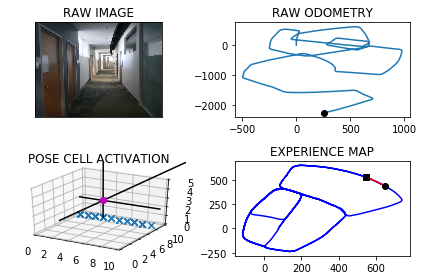 RAW IMAGE
RAW ODOMETRY
0
−1000
−2000
−500 0 500 1000
POSE CELL ACTIVATION
5
4
3
2
1
0
0 2 4 6 8 10
0 2 4 6 8 10
EXPERIENCE MAP
500
250
0
−250
0 200 400 600